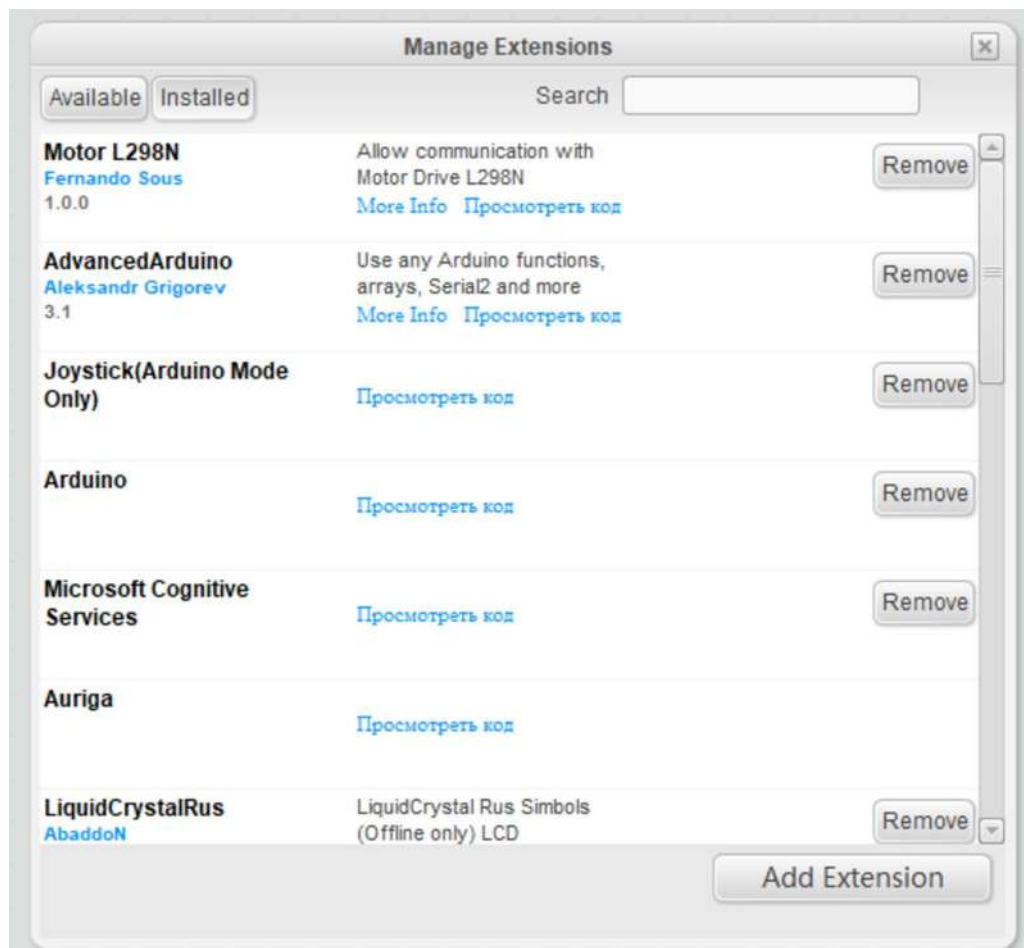 Manage Extensions
Available Installed Search
Motor L298N
Fernando Sous
1.0.0
Allow communication with
Motor Drive L298N
More Info Просмотреть код
Remove
AdvancedArduino
Aleksandr Grigorev
3.1
Use any Arduino functions,
arrays, Serial2 and more
More Info Просмотреть код
Remove
Joystick(Arduino Mode
Only)
Просмотреть код
Remove
Arduino
Просмотреть код
Remove
Microsoft Cognitive
Services
Просмотреть код
Remove
Auriga
Просмотреть код
LiquidCrystalRus
AbaddoN
LiquidCrystal Rus Simbols
(Offline only) LCD
Remove
Add Extension